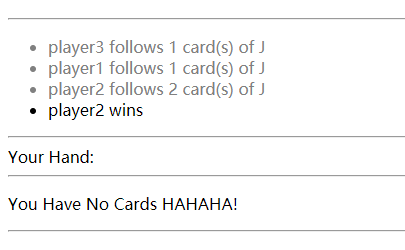 player3 follows 1 card(s) of J
player1 follows 1 card(s) of J
player2 follows 2 card(s) of J
player2 wins
Your Hand:
You Have No Cards HAHAHA!